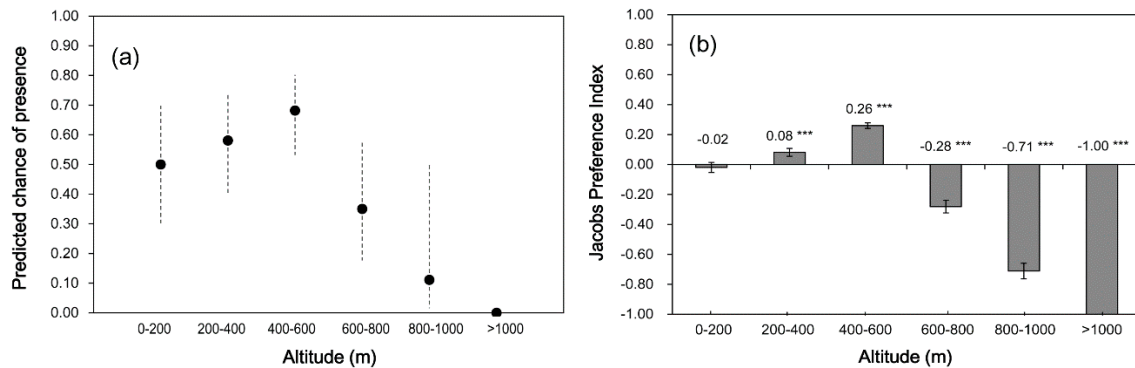 1.00
0.90
0.80
0.70
0.60
0.50
0.40
0.30
0.20
0.10
0.00
Predicted chance of presence
(a)
0-200 200-400 400-600 600-800 800-1000 >1000
Altitude (m)
1.00
0.80
0.60
0.40
0.20
0.00
-0.20
-0.40
-0.60
-0.80
-1.00
Jacobs Preference Index
(b)
-0.02 0.08 *** 0.26 *** -0.28 *** -0.71 *** -1.00 ***
0-200 200-400 400-600 600-800 800-1000 >1000
Altitude (m)